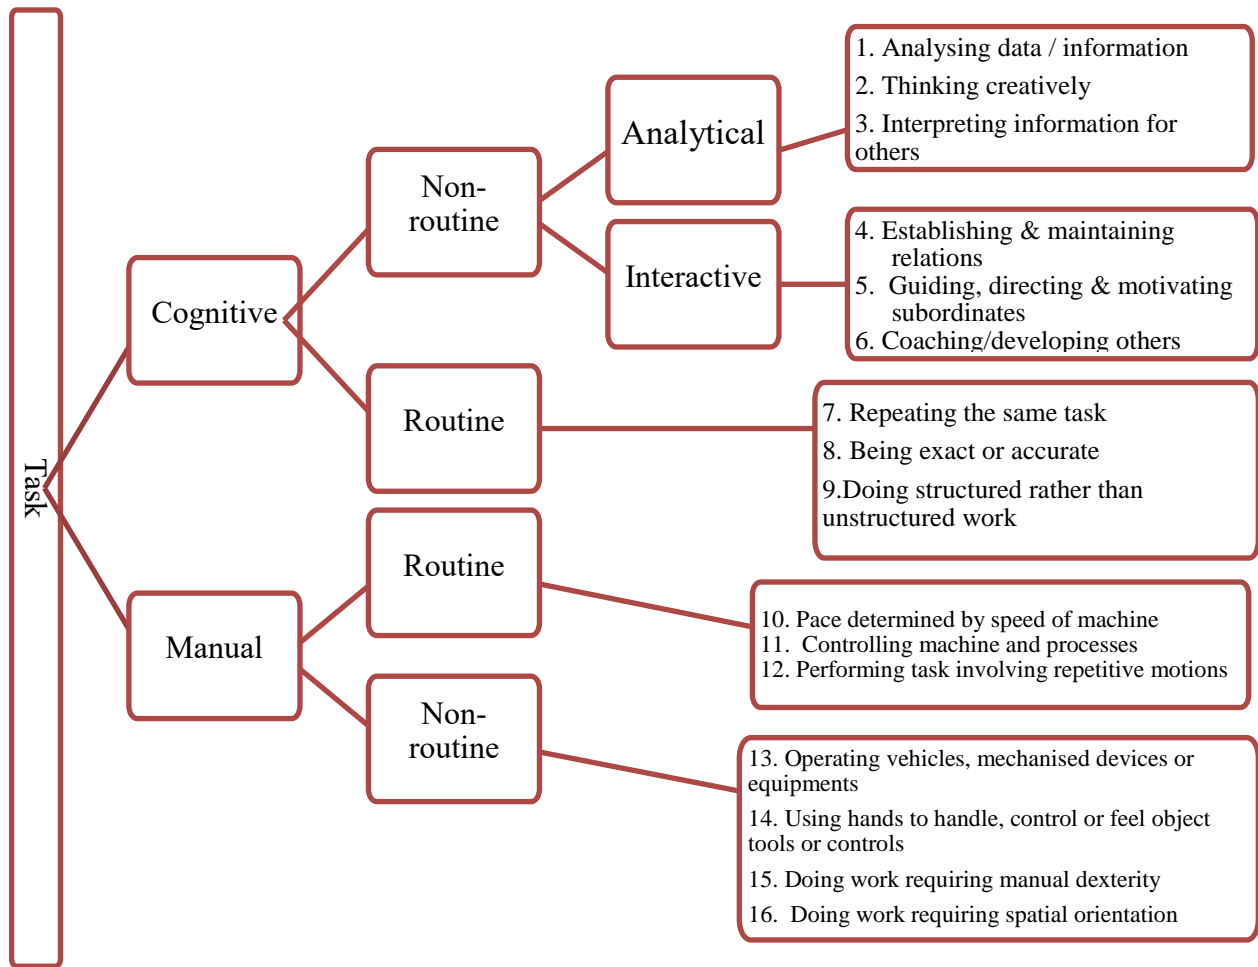 Task
Cognitive
Non-
routine
Analytical
1. Analysing data / information
2. Thinking creatively
3. Interpreting information for
others
Interactive
4. Establishing & maintaining
relations
5. Guiding, directing & motivating
subordinates
6. Coaching/developing others
Routine
7. Repeating the same task
8. Being exact or accurate
9.Doing structured rather than
unstructured work
Manual
Routine
10. Pace determined by speed of machine
11. Controlling machine and processes
12. Performing task involving repetitive motions
Non-
routine
13. Operating vehicles, mechanised devices or
equipments
14. Using hands to handle, control or feel object
tools or controls
15. Doing work requiring manual dexterity
16. Doing work requiring spatial orientation